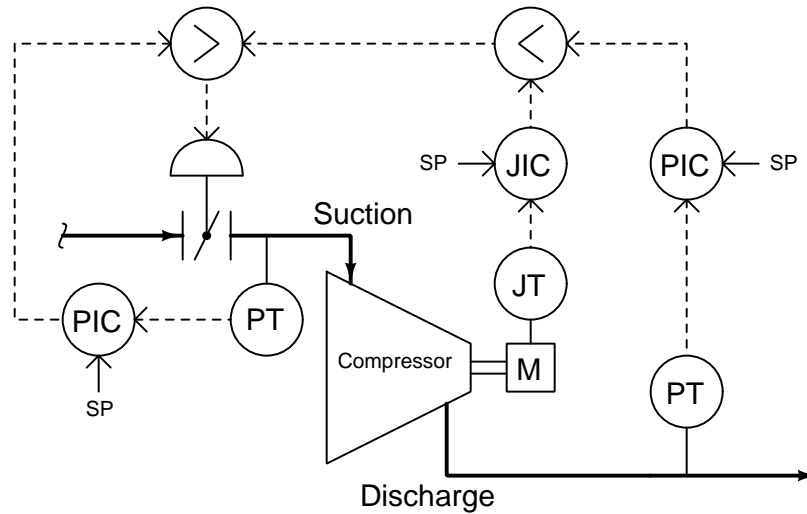 >
<
SP
JIC
PIC
SP
Suction
JT
PIC
PT
SP
Compressor
M
PT
Discharge